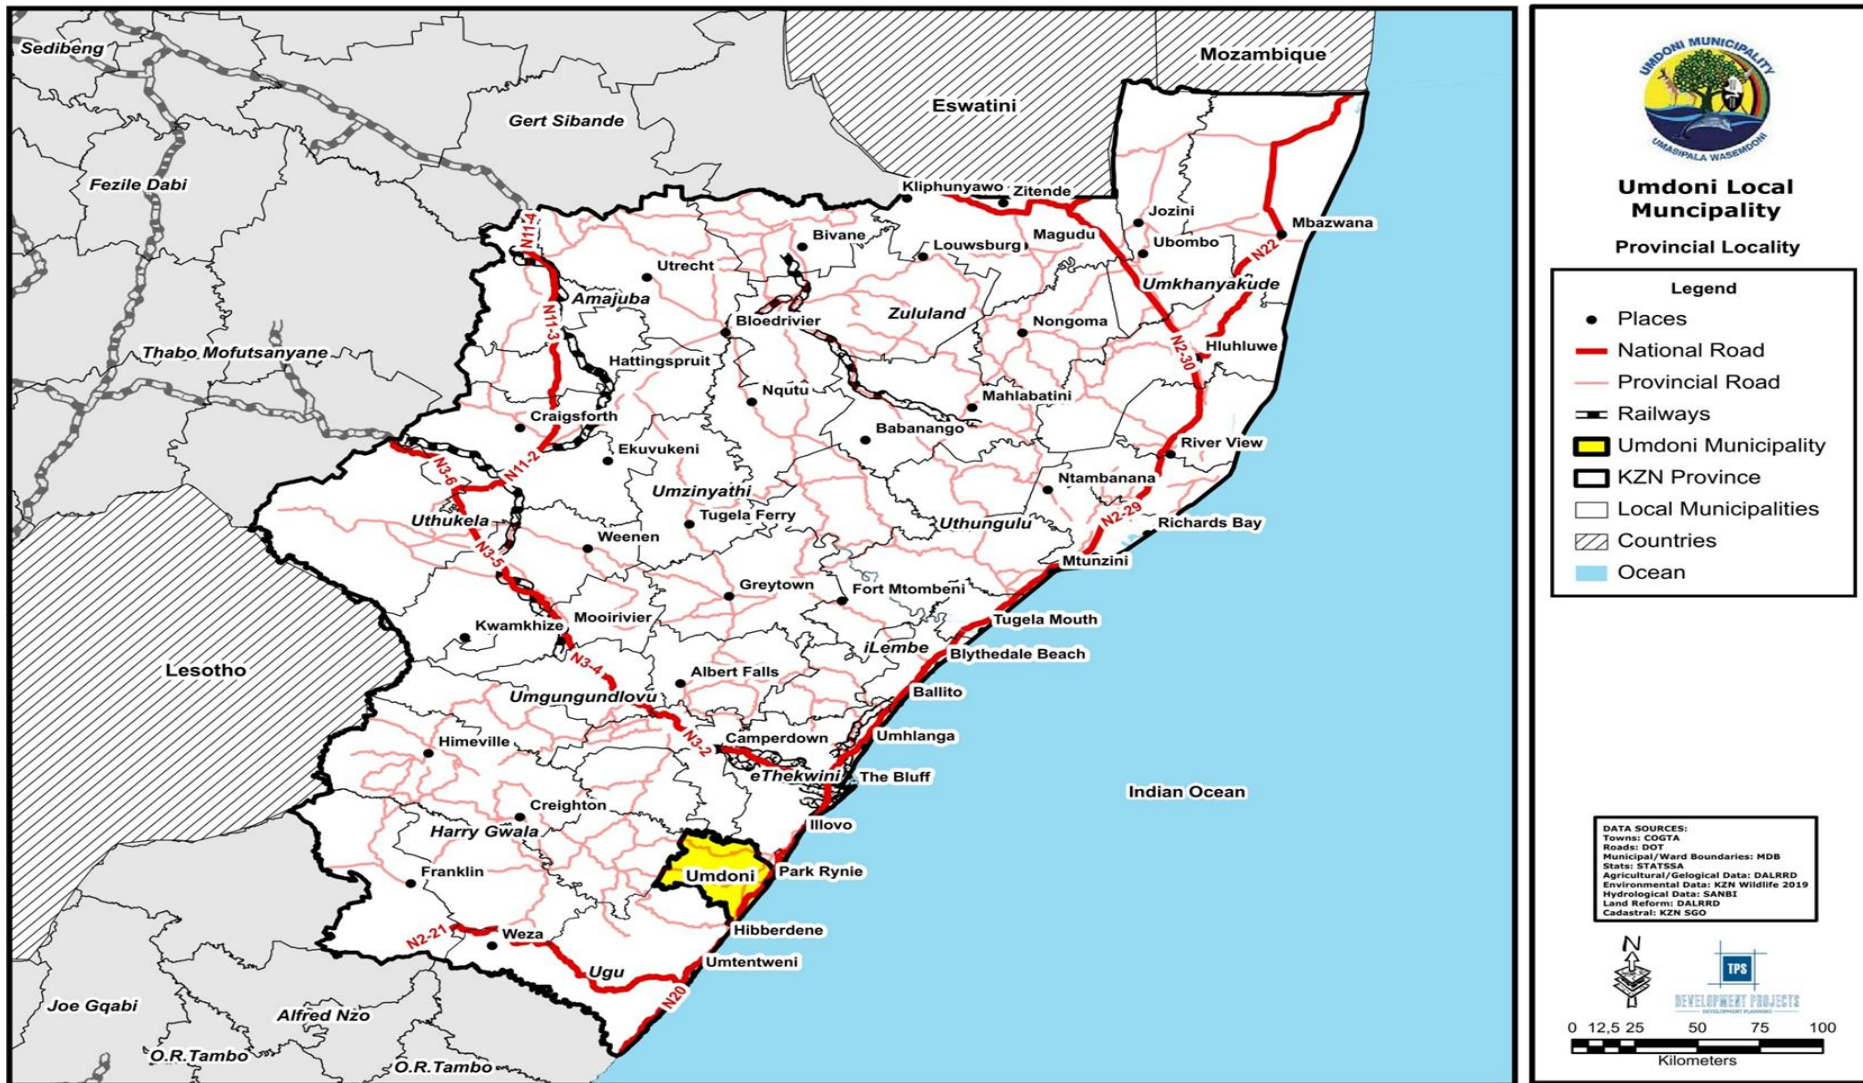 Sedibeng
Mozambique
Eswatini
Gert Sibande
Fezile Dabi
Kliphunyawo
Zitende
Jozini
Mbazwana
N11-4
Bivane
Louwsburg
Magudu
Ubombo
N22
Utrecht
Umkhanyakude
Amajuba
Zululand
N11-3
Bloedrivier
Nongoma
N2-30
Hluhluwe
Thabo Mofutsanyane
Hattingspruit
Nqutu
Mahlabatini
Craigsforth
Babanango
River View
Ekuvukeni
N3-6
N11-2
Umzinyathi
Ntambanana
Uthukela
Tugela Ferry
Uthungulu
N2-29
Richards Bay
Weenen
N3-5
Mtunzini
Greytown
Fort Mtombeni
Mooirivier
Kwamkhize
Tugela Mouth
iLembe
Blythedale Beach
Lesotho
N3-4
Albert Falls
Umgungundlovu
Ballito
Himeville
N3-2
Camperdown
Umhlanga
eThekwini
The Bluff
Indian Ocean
Creighton
Harry Gwala
Illovo
Franklin
Umdoni
Park Rynie
N2-21
Weza
Hibberdene
Umtentweni
Ugu
N20
Joe Gqabi
Alfred Nzo
O.R.Tambo
O.R.Tambo
UMDONI MUNICIPALITY
UMASIPALA WASEMDONI
Umdoni Local
Muncipality
Provincial Locality
Legend
Places
National Road
Provincial Road
Railways
Umdoni Municipality
KZN Province
Local Municipalities
Countries
Ocean
DATA SOURCES:
Towns: COGTA
Roads: DOT
Municipal/Ward Boundaries: MDB
Stats: STATSSA
Agricultural/Gelogical Data: DALRRD
Environmental Data: KZN Wildlife 2019
Hydrological Data: SANBI
Land Reform: DALRRD
Cadastral: KZN SGO
N
TPS
DEVELOPMENT PROJECTS
DEVELOPMENT PLANNING
0 12,5 25 50 75 100
Kilometers